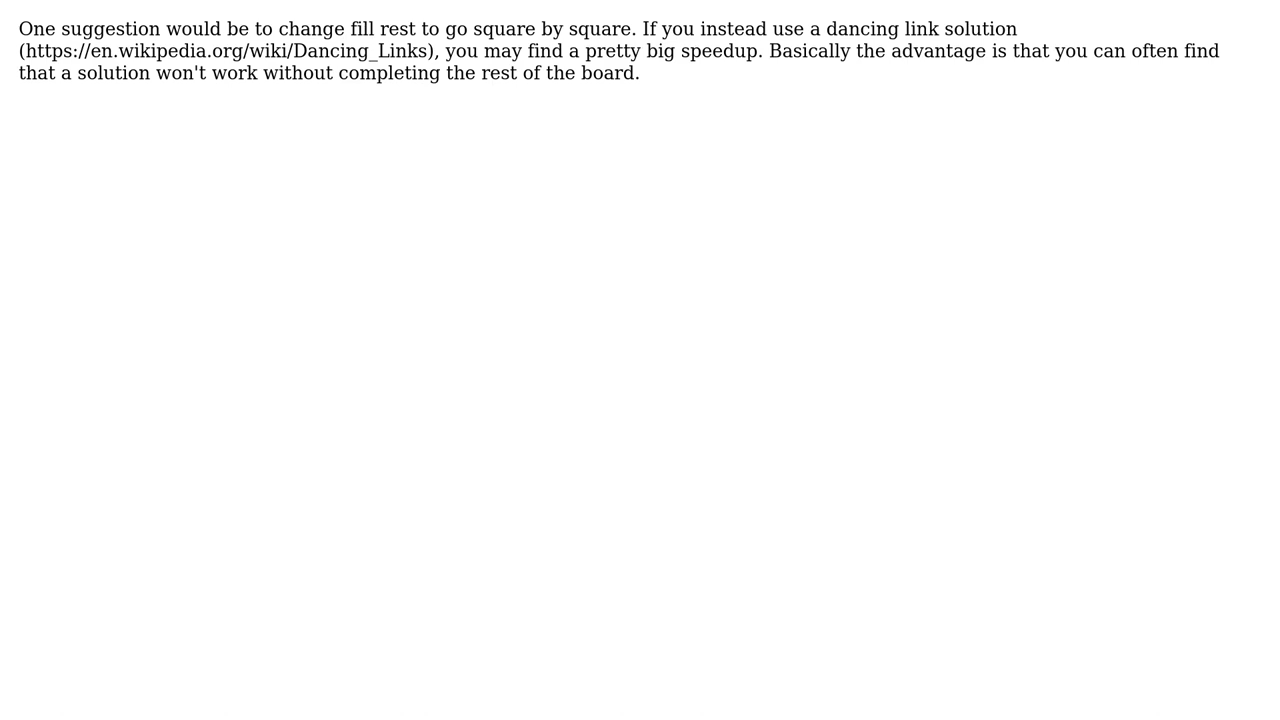 One suggestion would be to change fill rest to go square by square. If you instead use a dancing link solution
(https://en.wikipedia.org/wiki/Dancing_Links), you may find a pretty big speedup. Basically the advantage is that you can often find
that a solution won't work without completing the rest of the board.